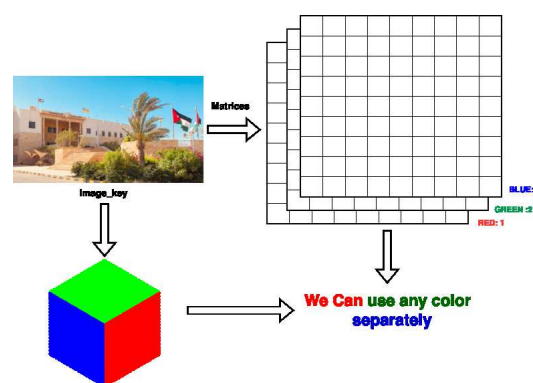 Matrices
Image_key
BLUE:
GREEN :2
RED: 1
We Can use any color
separately